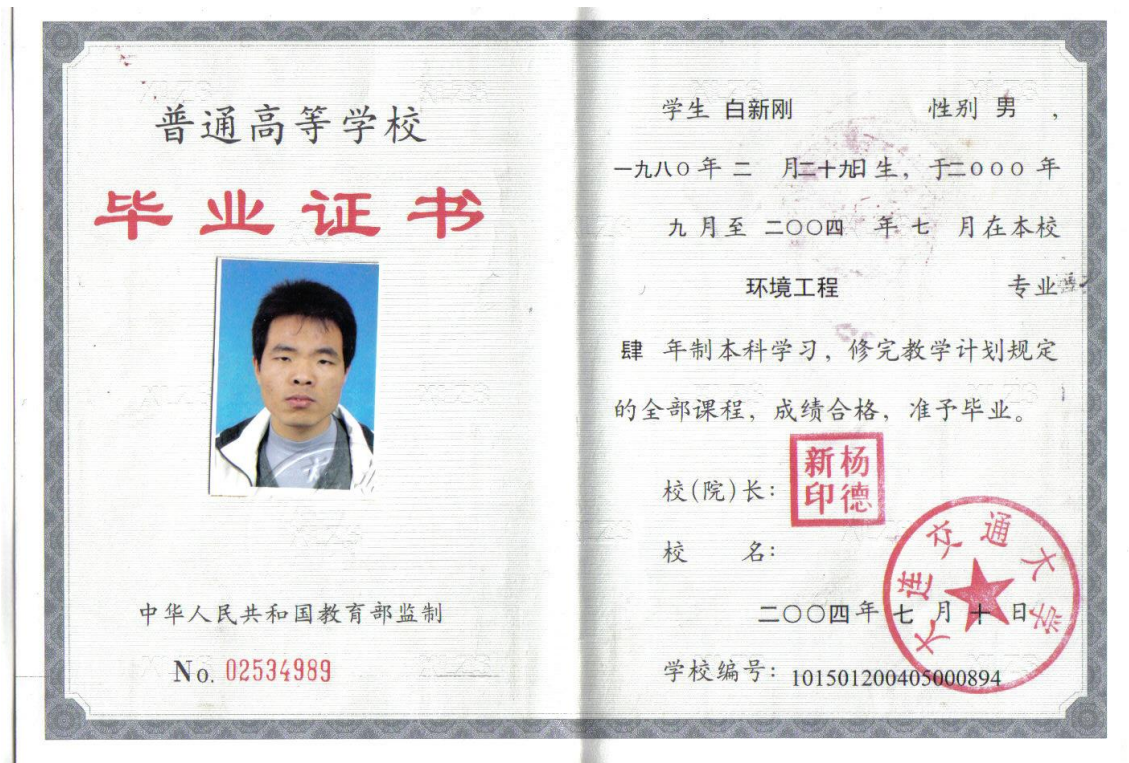 普通高等学校
毕业证书
中华人民共和国教育部监制
No. 02534989
学生 白新刚 性别 男 ,
一九八〇年 二 月二十九日生, 于二〇〇〇年
九 月至 二〇〇四 年 七 月在本校
环境工程 专业
肆 年制本科学习, 修完教学计划规定
的全部课程, 成绩合格, 准予毕业。
校(院)长:
杨德新印
校 名:
大连交通大学
二〇〇四年 七 月 十 日
学校编号: 101501200405000894